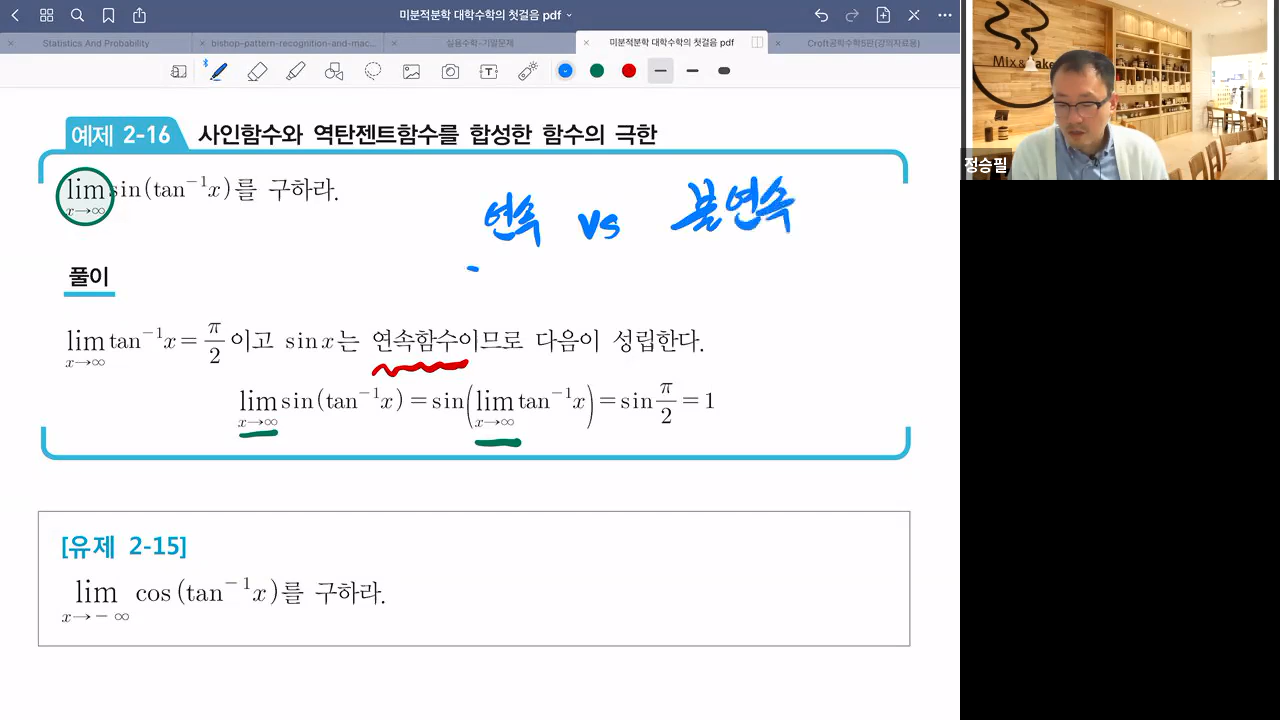 미분적분학 대학수학의 첫걸음 pdf
Statistics And Probability
bishop-pattern-recognition-and-mac...
실용수학-기말문제
미분적분학 대학수학의 첫걸음 pdf
Croft공학수학5판(강의자료용)
예제 2-16 사인함수와 역탄젠트함수를 합성한 함수의 극한
lim x→∞ sin(tan⁻¹x)를 구하라.
연속 vs 불연속
풀이
lim x→∞ tan⁻¹x = π/2 이고 sin x는 연속함수이므로 다음이 성립한다.
lim x→∞ sin(tan⁻¹x) = sin(lim x→∞ tan⁻¹x) = sin π/2 = 1
[유제 2-15]
lim x→-∞ cos(tan⁻¹x)를 구하라.
정승필